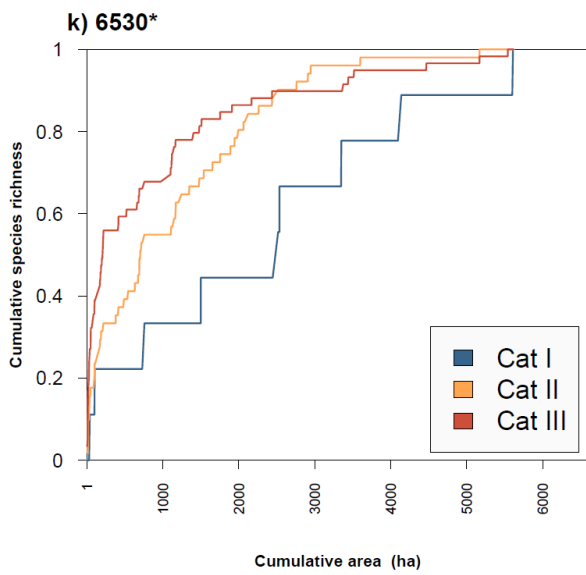 k) 6530*
Cumulative species richness
1
0.8
0.6
0.4
0.2
0
Cat I
Cat II
Cat III
1
1000
2000
3000
4000
5000
6000
Cumulative area (ha)